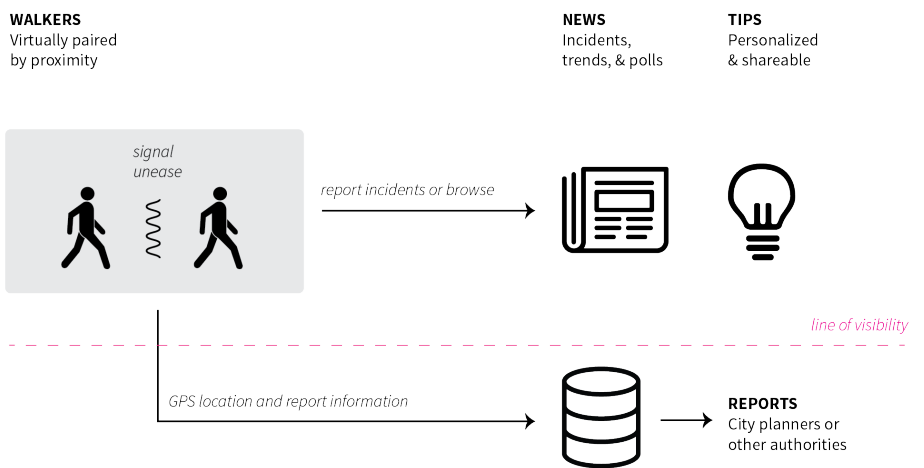 WALKERS
Virtually paired
by proximity
NEWS
Incidents,
trends, & polls
TIPS
Personalized
& shareable
signal
unease
report incidents or browse
line of visibility
GPS location and report information
REPORTS
City planners or
other authorities